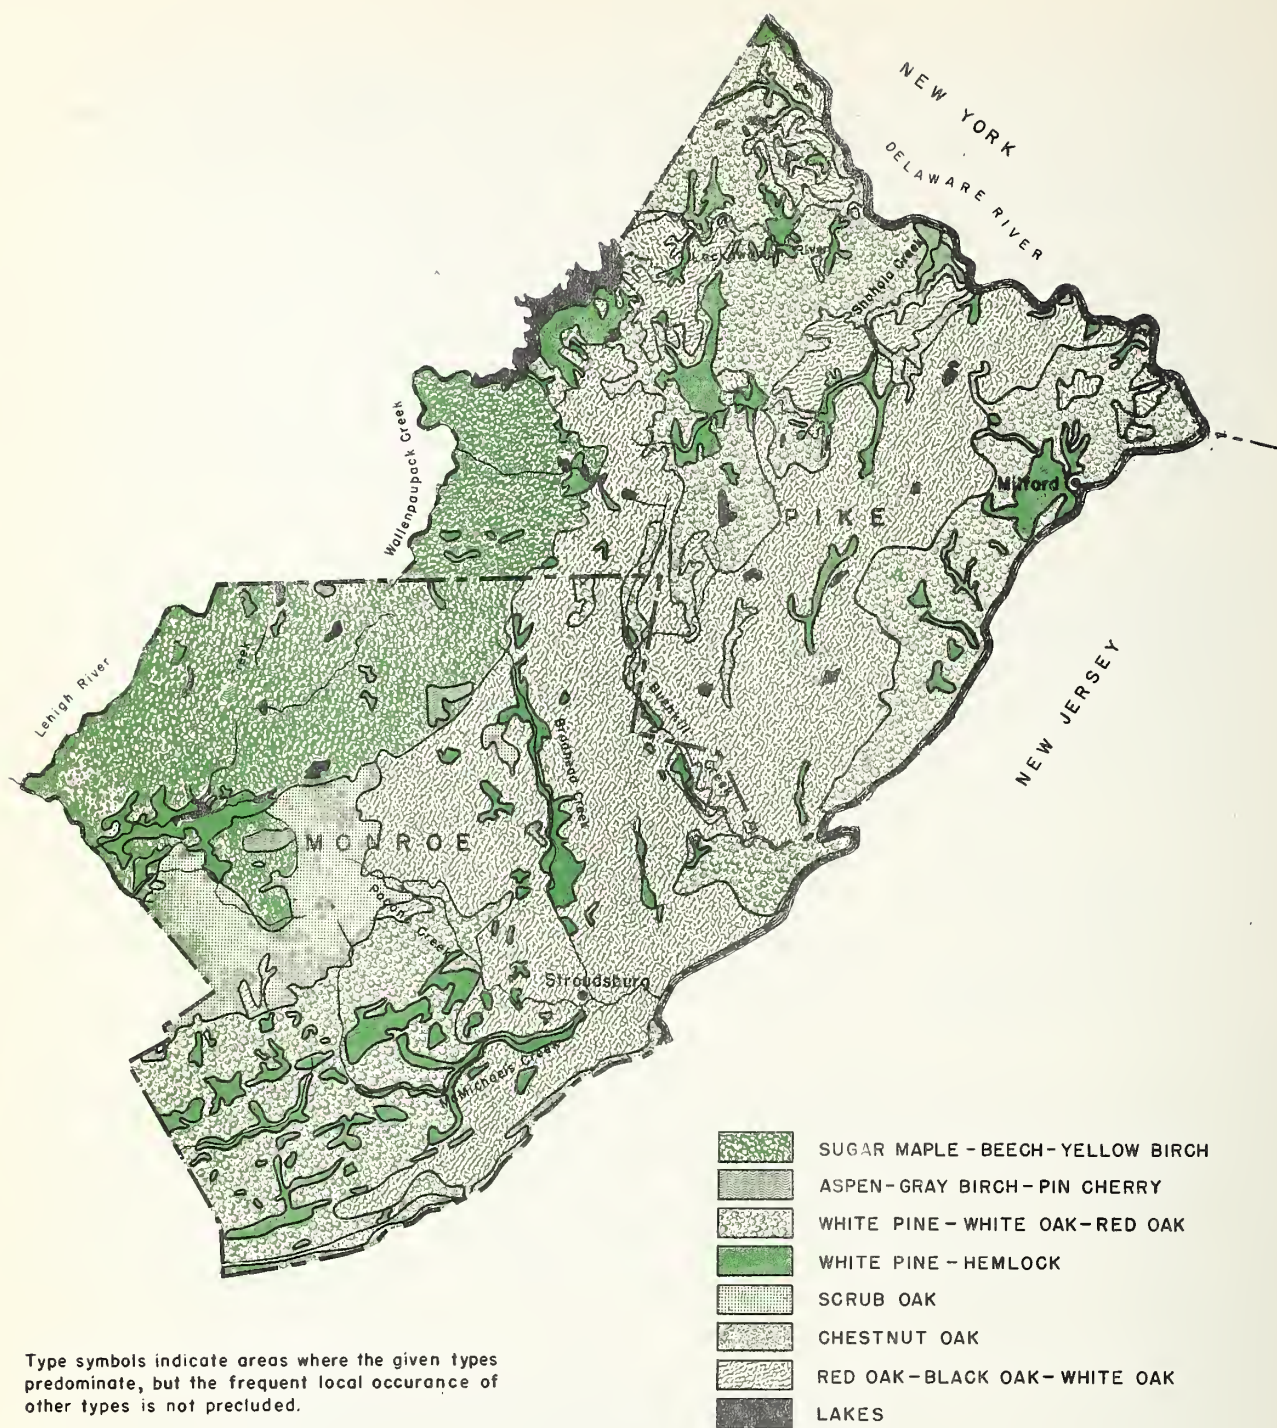 NEW YORK
DELAWARE RIVER
Lackawaxen River
Shohola Creek
Wallenpaupack Creek
Milford
PIKE
Lehigh River
Creek
Bushkill Creek
Brodhead Creek
NEW JERSEY
MONROE
Pocono Creek
Stroudsburg
McMichaels Creek
SUGAR MAPLE-BEECH-YELLOW BIRCH
ASPEN-GRAY BIRCH-PIN CHERRY
WHITE PINE-WHITE OAK-RED OAK
WHITE PINE-HEMLOCK
SCRUB OAK
CHESTNUT OAK
RED OAK-BLACK OAK-WHITE OAK
LAKES
Type symbols indicate areas where the given types
predominate, but the frequent local occurance of
other types is not precluded.